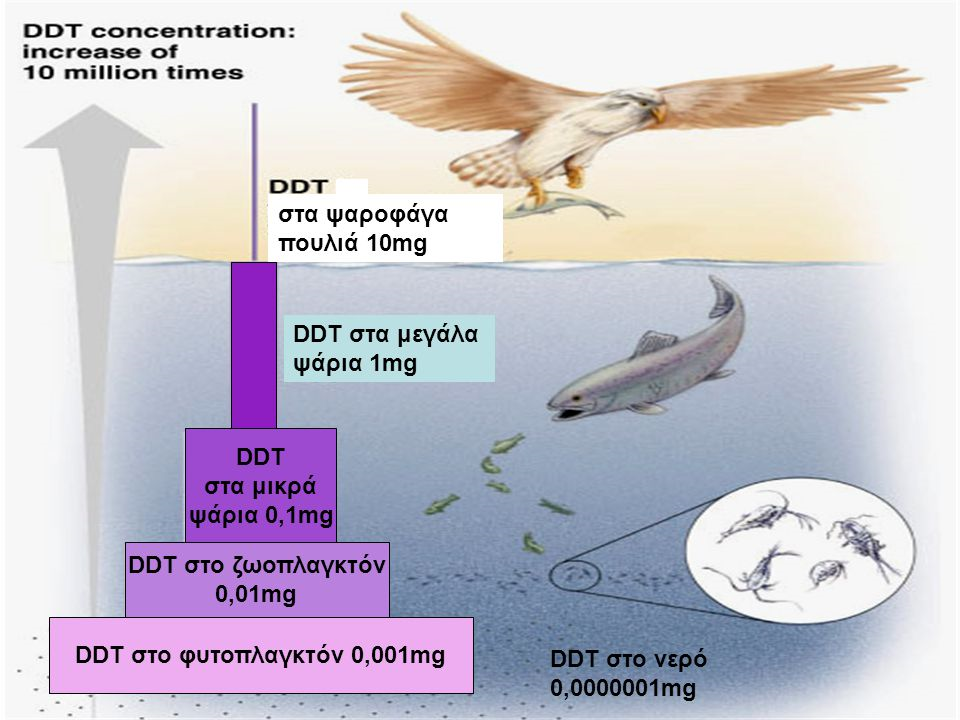 DDT concentration:
increase of
10 million times
DDT
στα ψαροφάγα
πουλιά 10mg
DDT στα μεγάλα
ψάρια 1mg
DDT
στα μικρά
ψάρια 0,1mg
DDT στο ζωοπλαγκτόν
0,01mg
DDT στο φυτοπλαγκτόν 0,001mg
DDT στο νερό
0,0000001mg